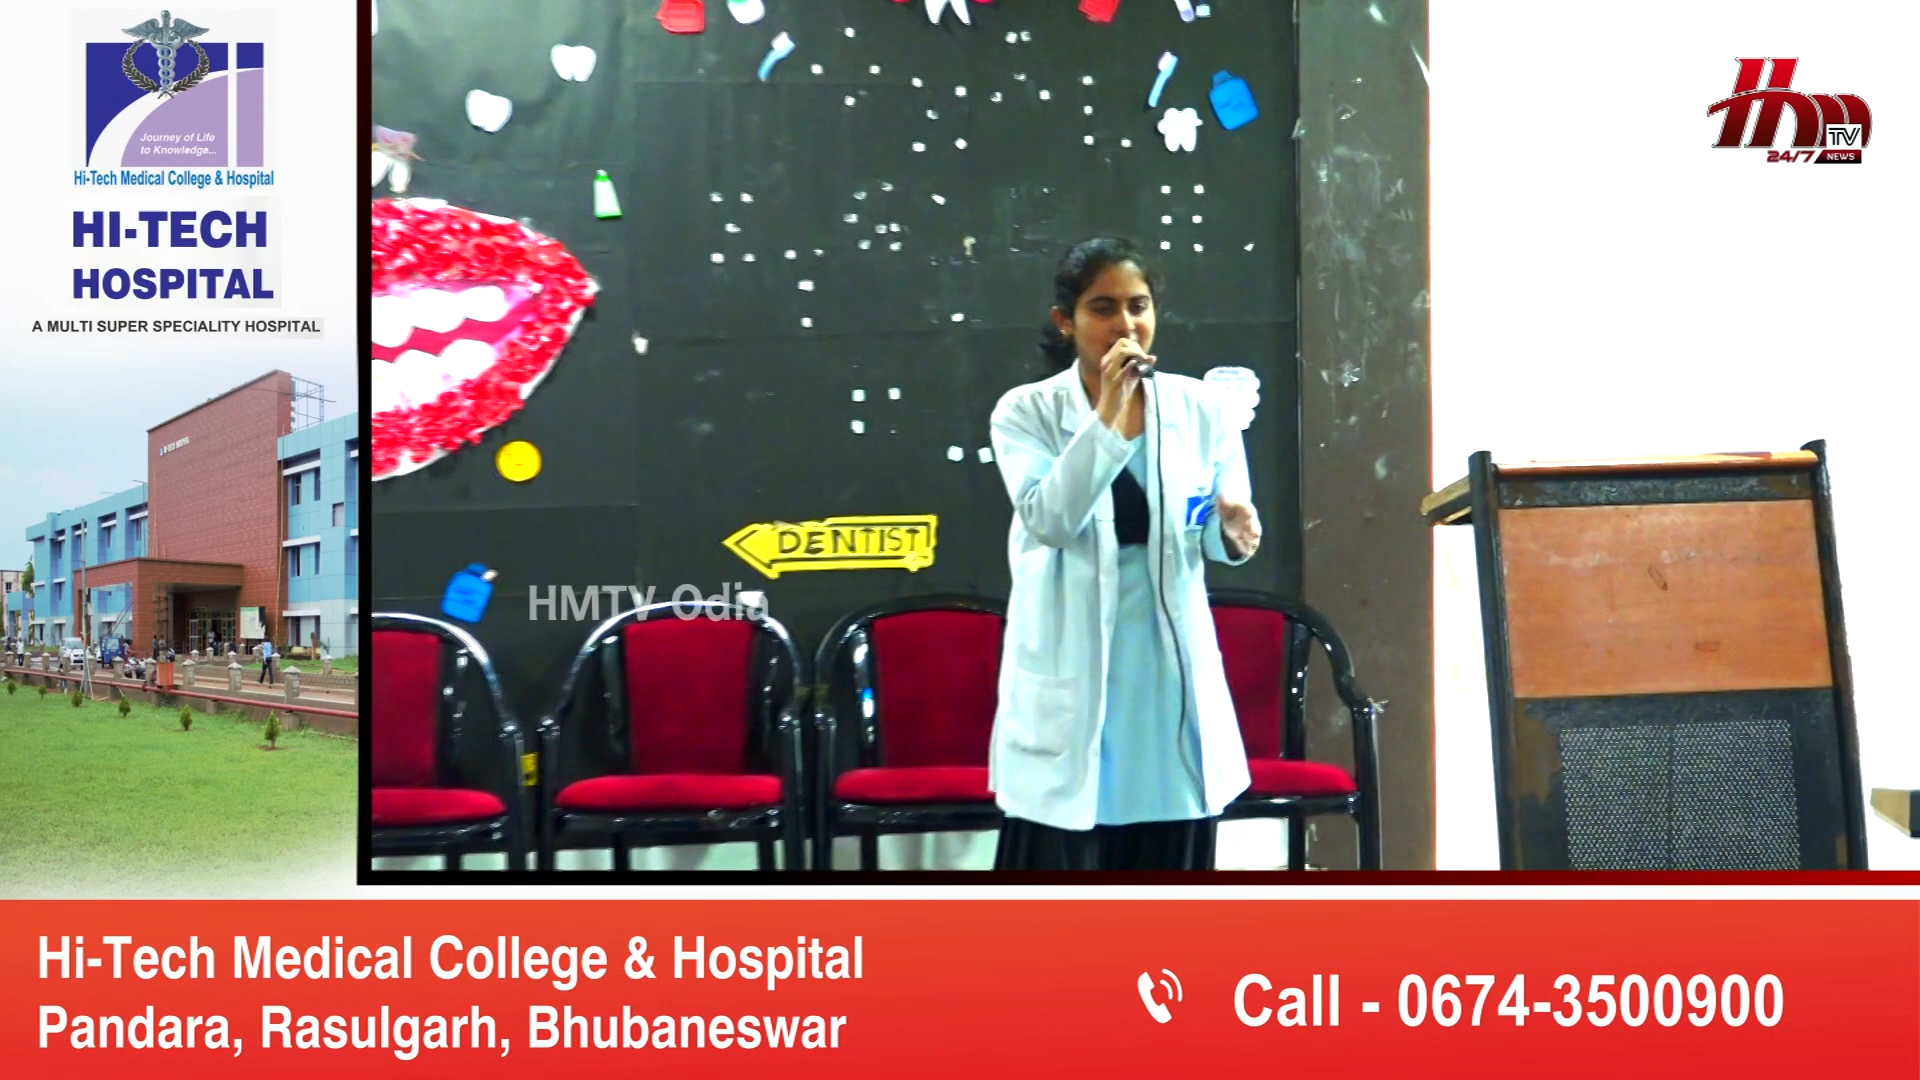 Journey of Life
to Knowledge...
Hi-Tech Medical College & Hospital
HI-TECH
HOSPITAL
A MULTI SUPER SPECIALITY HOSPITAL
Hm
TV
24/7 NEWS
DENTIST
HMTV Odia
Hi-Tech Medical College & Hospital
Pandara, Rasulgarh, Bhubaneswar
Call - 0674-3500900